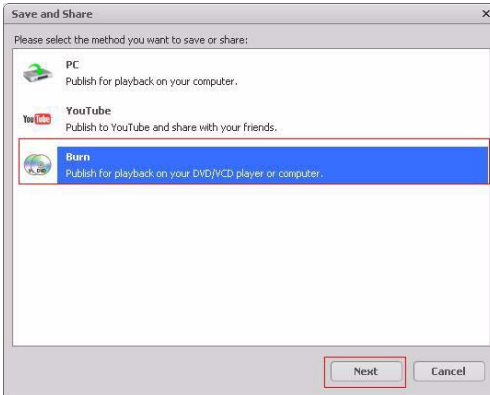 Save and Share
Please select the method you want to save or share:
PC
Publish for playback on your computer.
You Tube
YouTube
Publish to YouTube and share with your friends.
Burn
Publish for playback on your DVD/VCD player or computer.
Next
Cancel